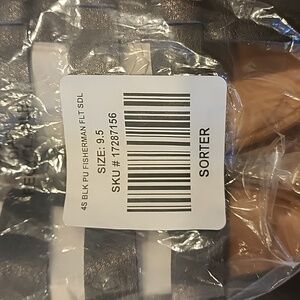 4S BLK PU FISHERMAN FLT SDL
SIZE: 9.5
SKU # 17287156
SORTER